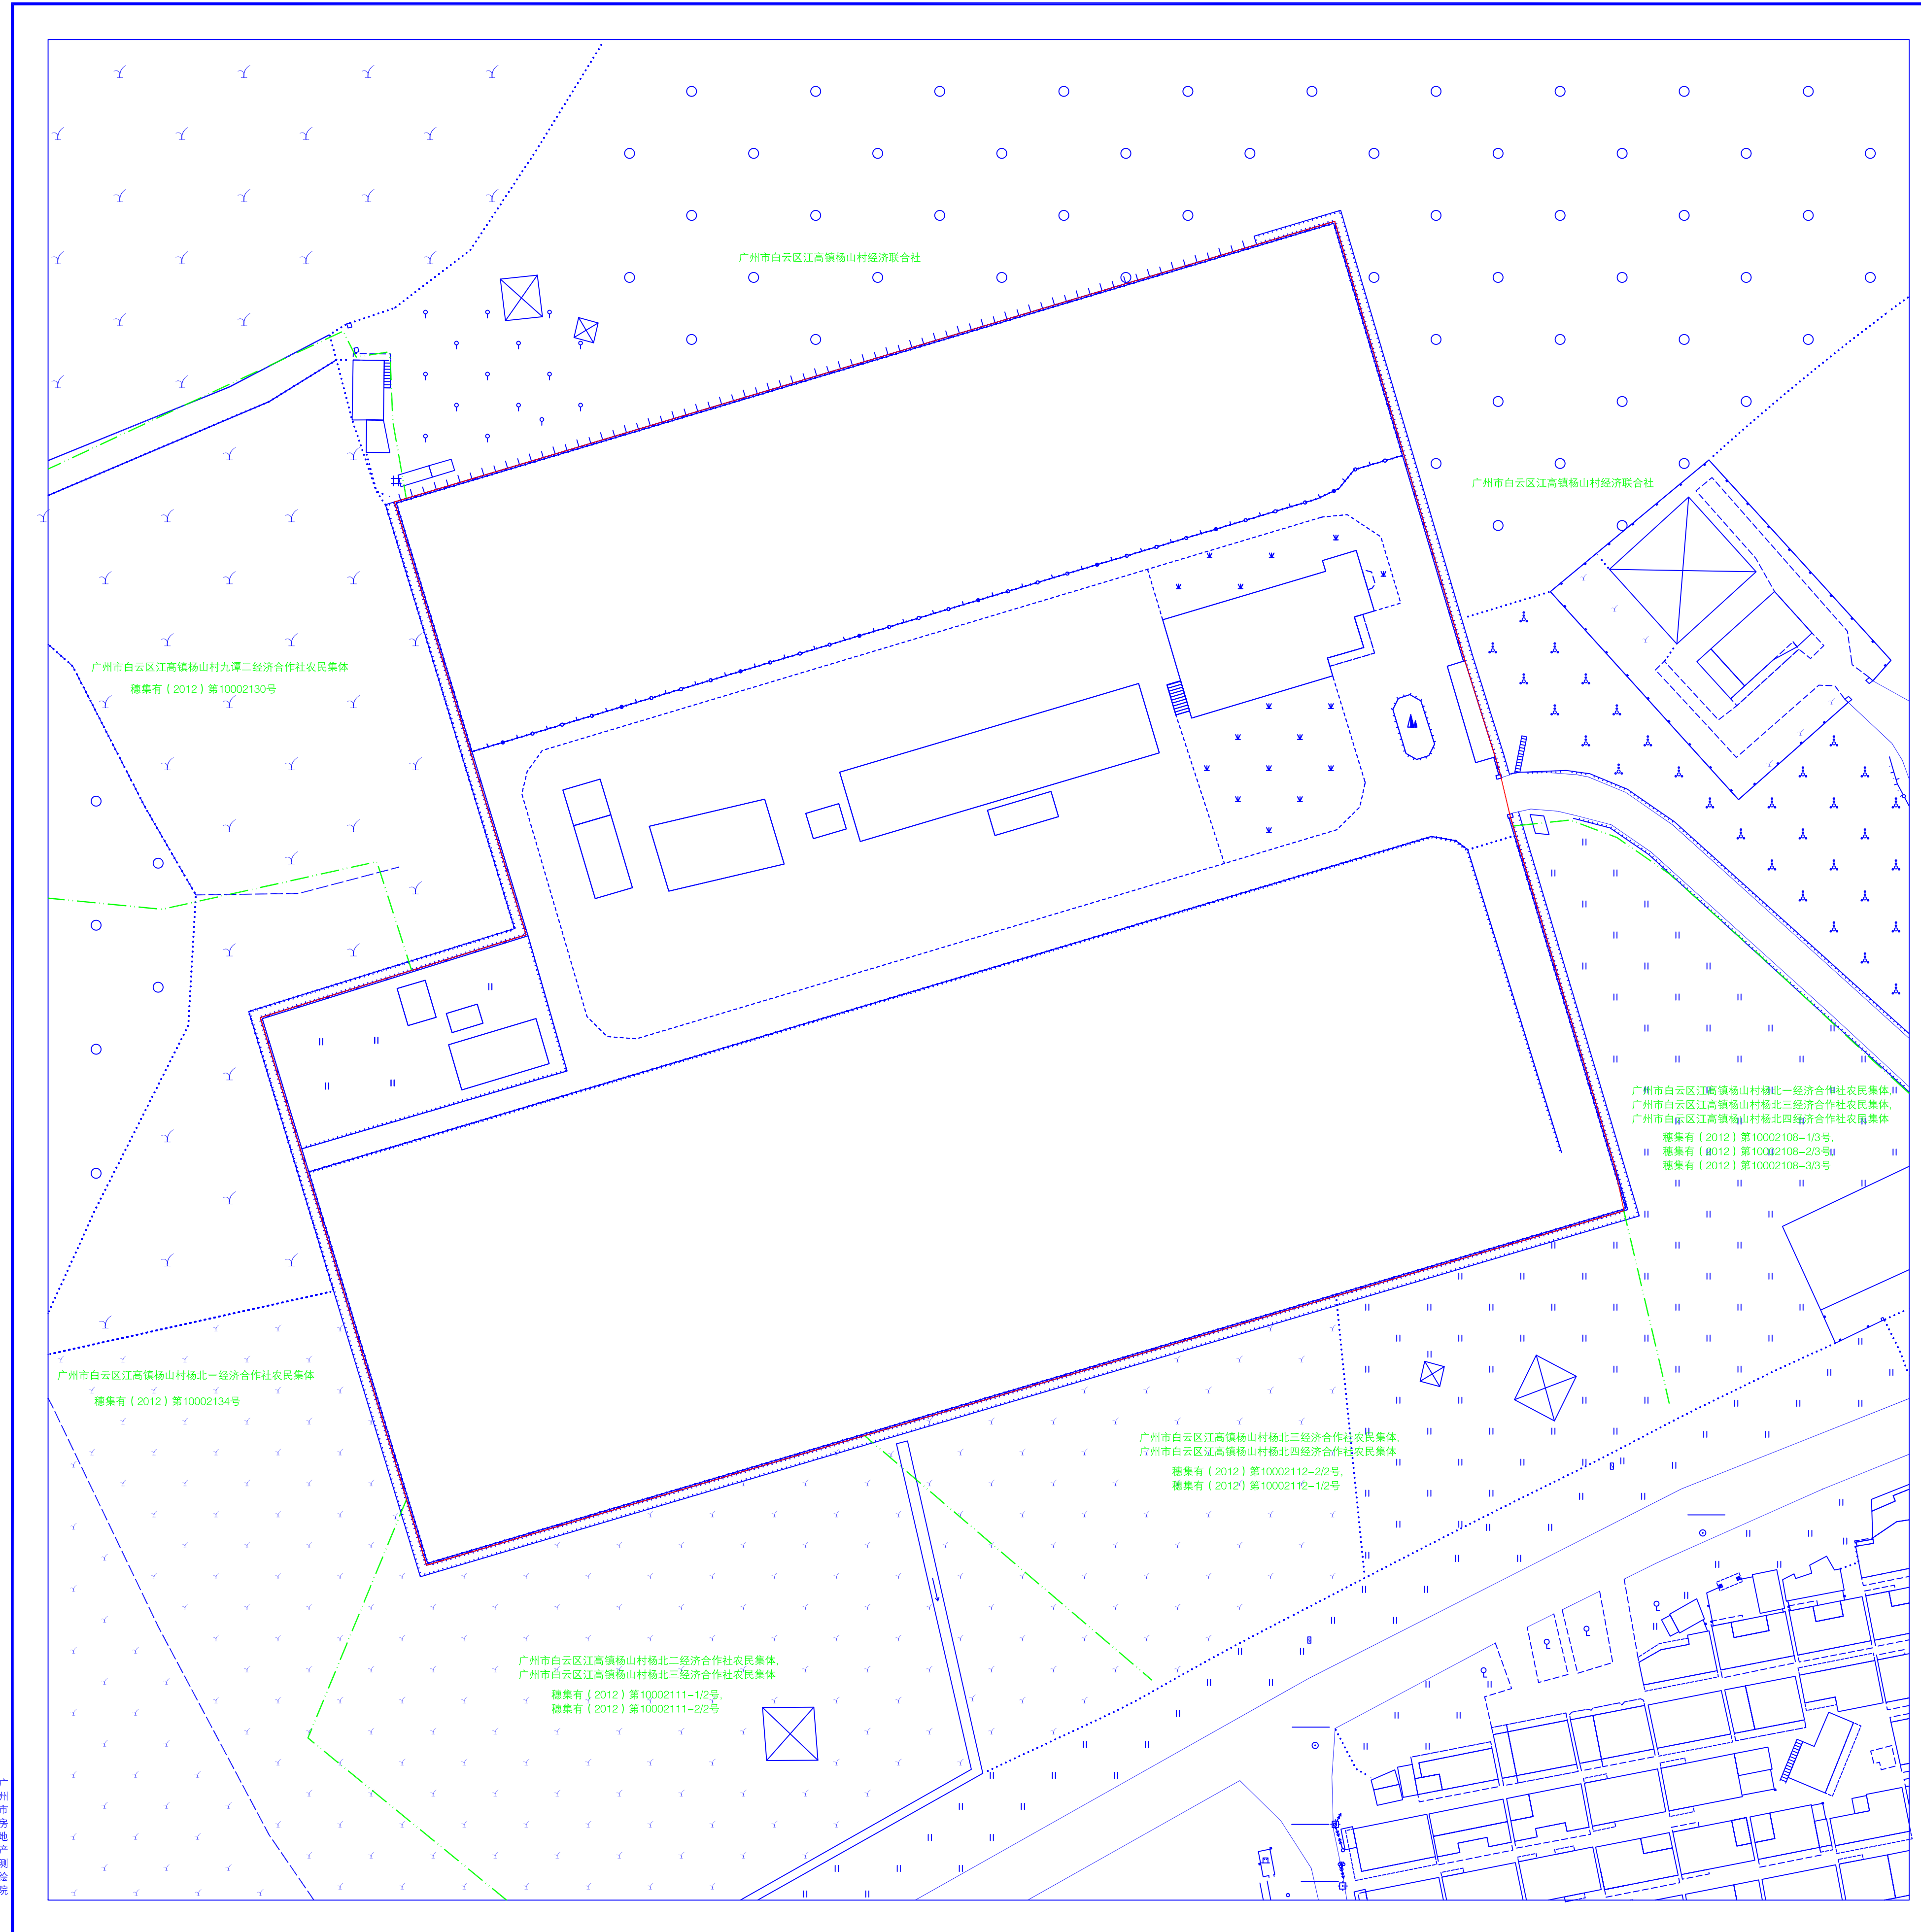 广州市白云区江高镇杨山村经济联合社
广州市白云区江高镇杨山村经济联合社
广州市白云区江高镇杨山村九潭二经济合作社农民集体
穗集有（2012）第10002130号
广州市白云区江高镇杨山村杨北一经济合作社农民集体,
广州市白云区江高镇杨山村杨北三经济合作社农民集体,
广州市白云区江高镇杨山村杨北四经济合作社农民集体
穗集有（2012）第10002108-1/3号,
穗集有（2012）第10002108-2/3号,
穗集有（2012）第10002108-3/3号
广州市白云区江高镇杨山村杨北一经济合作社农民集体
穗集有（2012）第10002134号
广州市白云区江高镇杨山村杨北三经济合作社农民集体,
广州市白云区江高镇杨山村杨北四经济合作社农民集体
穗集有（2012）第10002112-2/2号,
穗集有（2012）第10002112-1/2号
广州市白云区江高镇杨山村杨北二经济合作社农民集体,
广州市白云区江高镇杨山村杨北三经济合作社农民集体
穗集有（2012）第10002111-1/2号,
穗集有（2012）第10002111-2/2号
广州市房地产测绘院